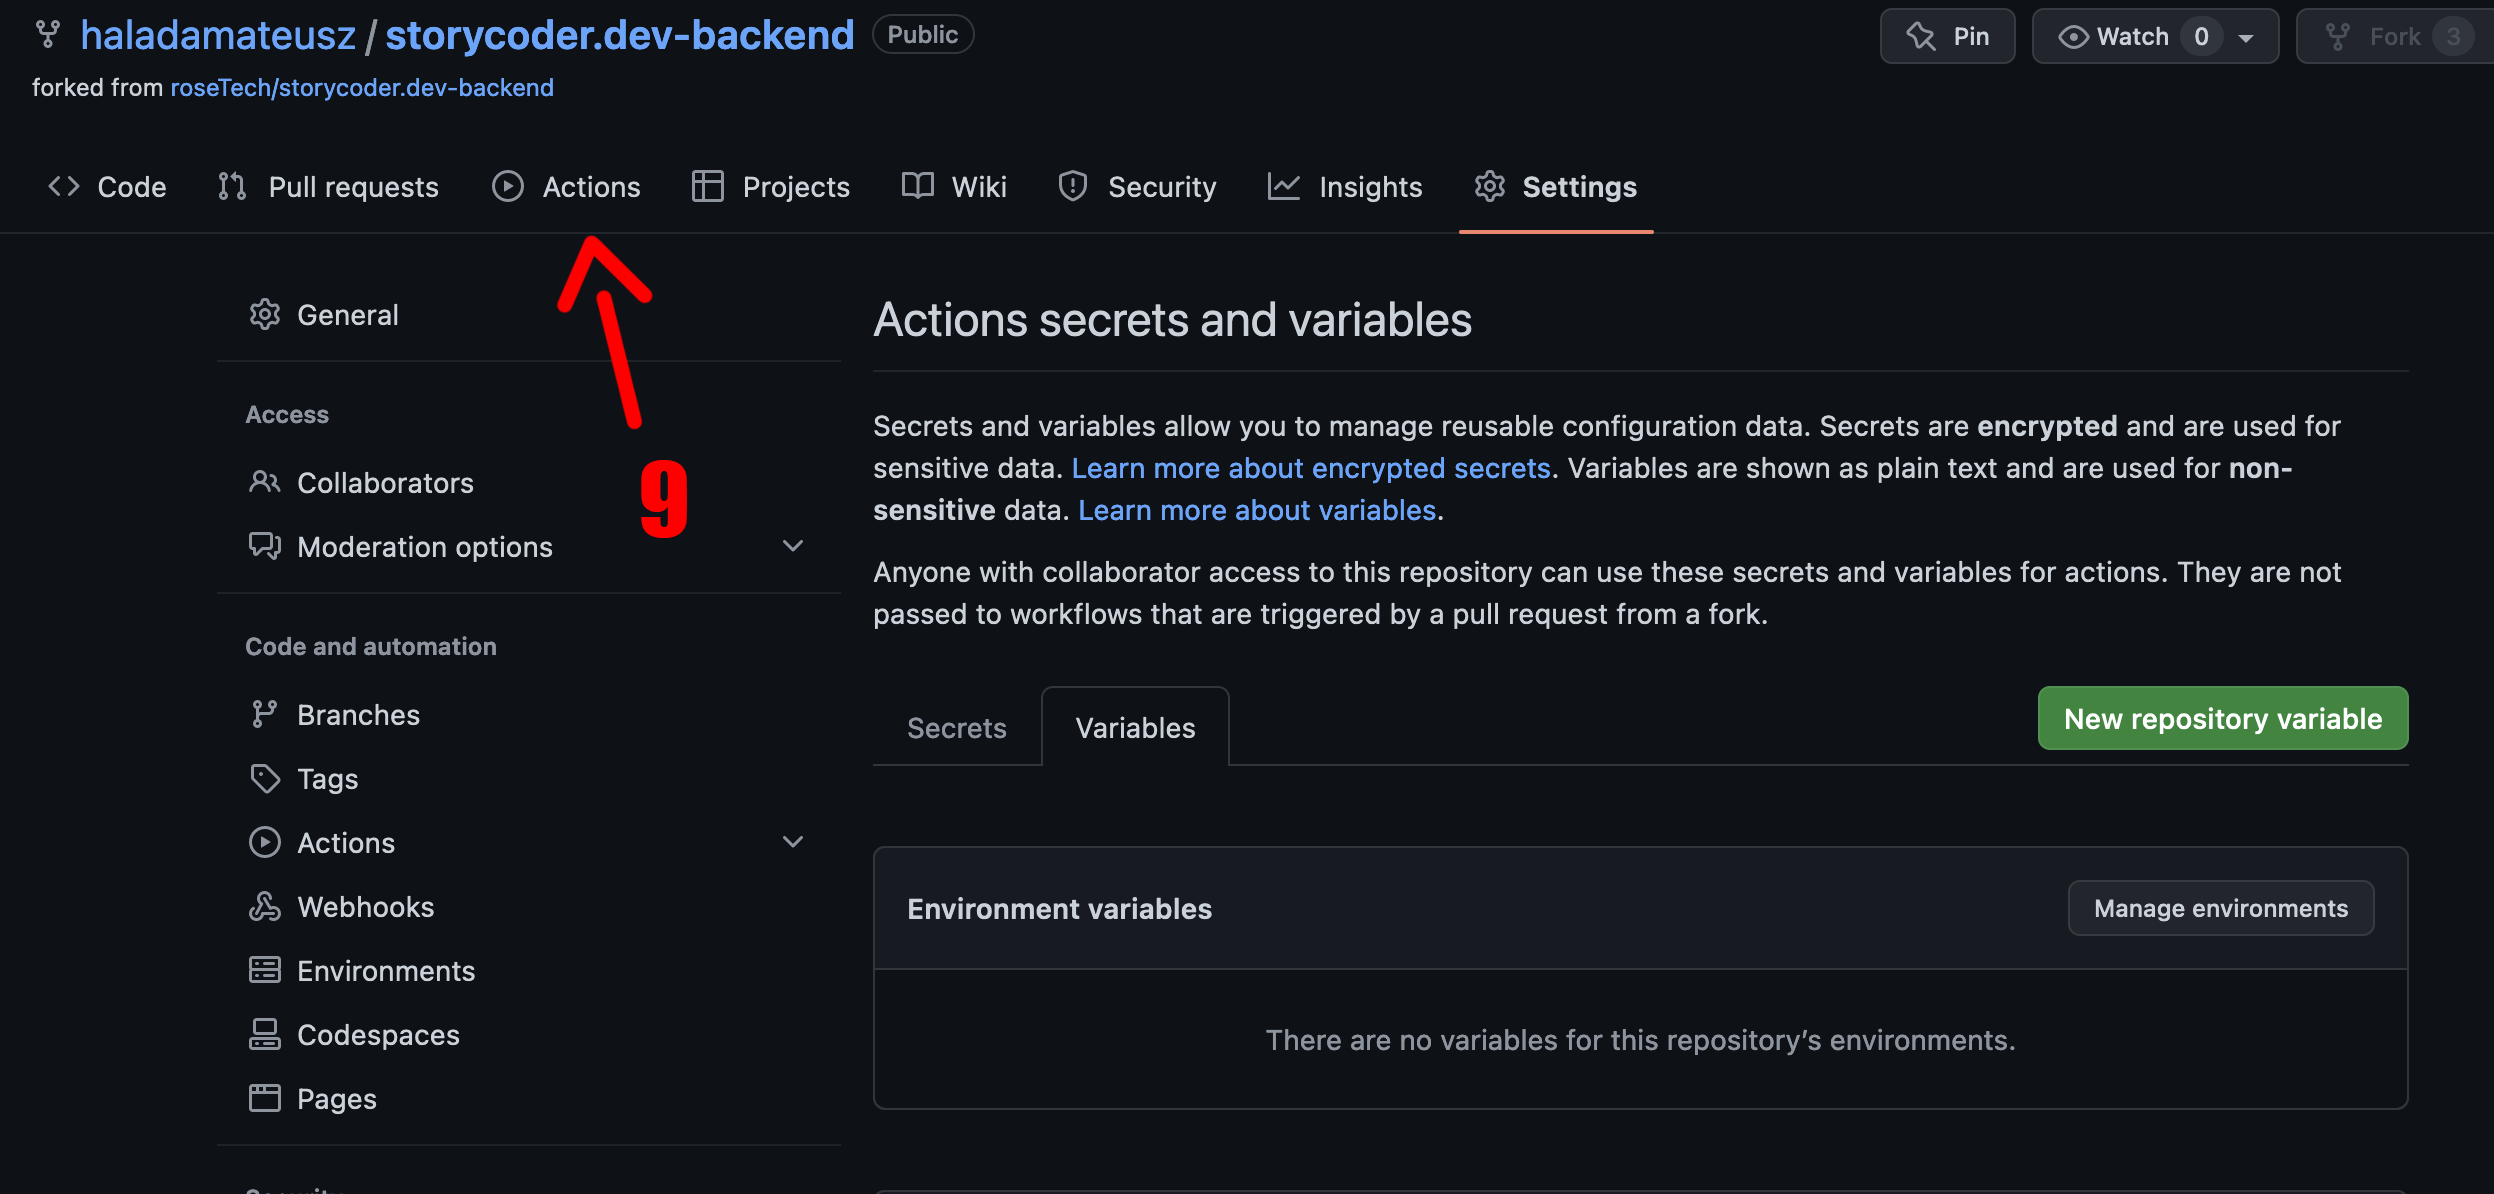 haladamateusz / storycoder.dev-backend Public
Pin
Watch 0
Fork 3
forked from roseTech/storycoder.dev-backend
Code
Pull requests
Actions
Projects
Wiki
Security
Insights
Settings
9
General
Access
Collaborators
Moderation options
Code and automation
Branches
Tags
Actions
Webhooks
Environments
Codespaces
Pages
Security
Actions secrets and variables
Secrets and variables allow you to manage reusable configuration data. Secrets are encrypted and are used for
sensitive data. Learn more about encrypted secrets. Variables are shown as plain text and are used for non-
sensitive data. Learn more about variables.
Anyone with collaborator access to this repository can use these secrets and variables for actions. They are not
passed to workflows that are triggered by a pull request from a fork.
Secrets
Variables
New repository variable
Environment variables
Manage environments
There are no variables for this repository’s environments.